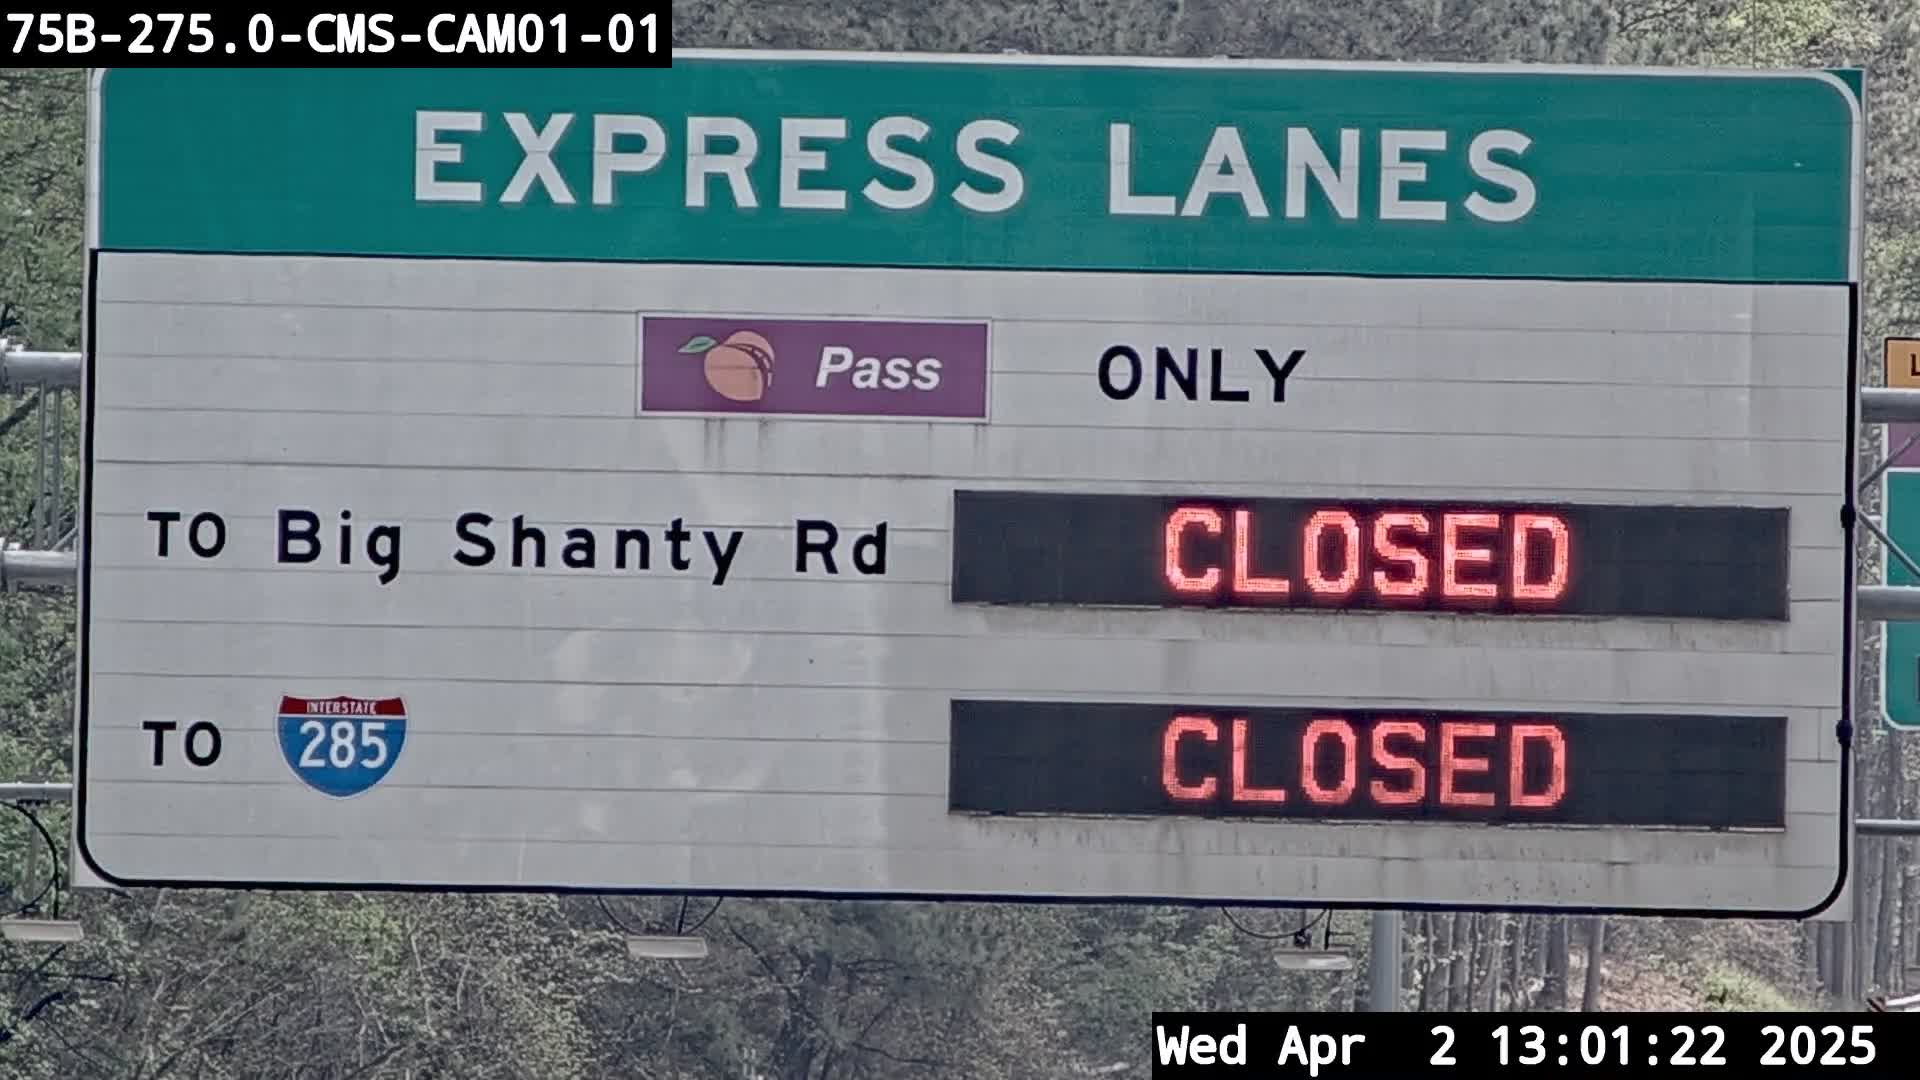 75B-275.0-CMS-CAM01-01
EXPRESS LANES
Pass ONLY
TO Big Shanty Rd CLOSED
TO INTERSTATE 285 CLOSED
Wed Apr 2 13:01:22 2025